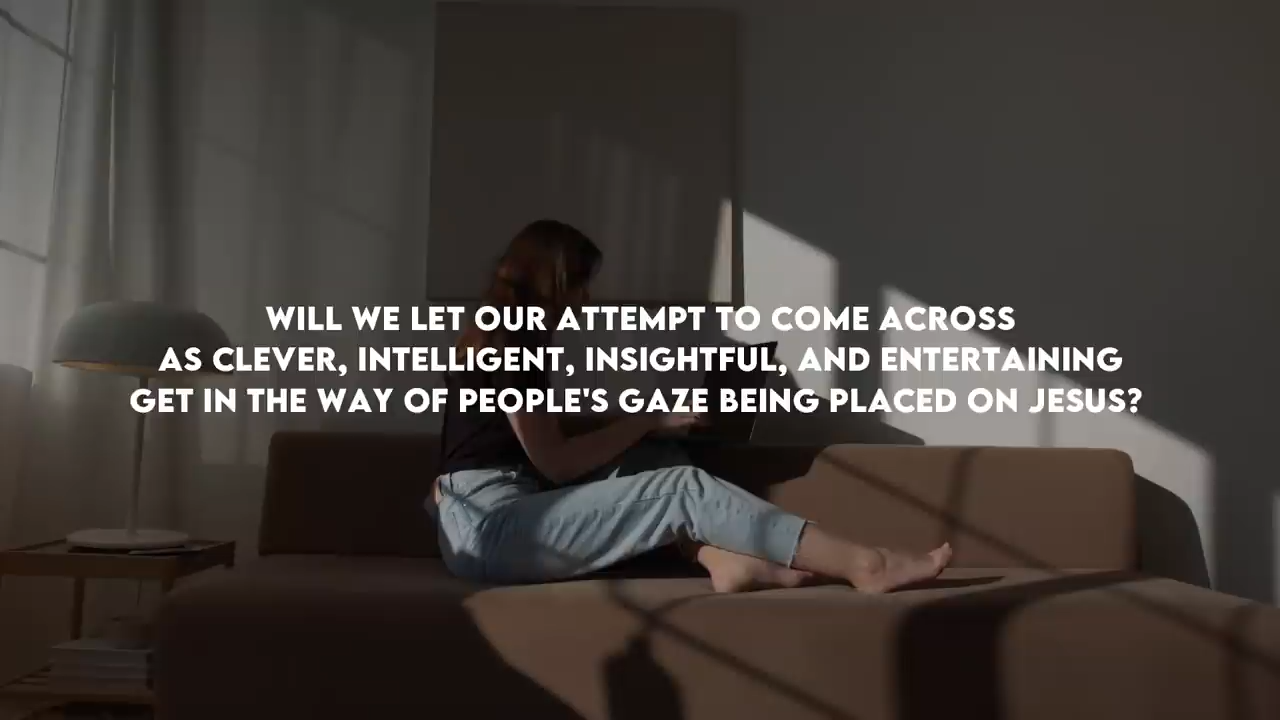 WILL WE LET OUR ATTEMPT TO COME ACROSS
AS CLEVER, INTELLIGENT, INSIGHTFUL, AND ENTERTAINING
GET IN THE WAY OF PEOPLE'S GAZE BEING PLACED ON JESUS?